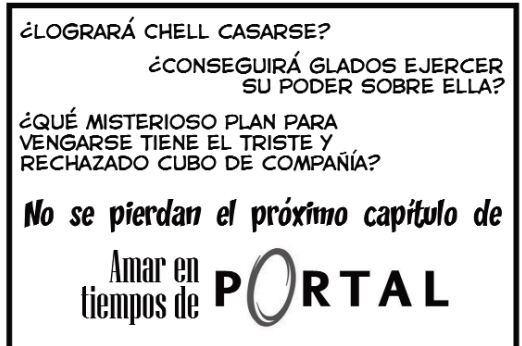 ¿LOGRARÁ CHELL CASARSE?
¿CONSEGUIRÁ GLADOS EJERCER
SU PODER SOBRE ELLA?
¿QUÉ MISTERIOSO PLAN PARA
VENGARSE TIENE EL TRISTE Y
RECHAZADO CUBO DE COMPAÑÍA?
No se pierdan el próximo capítulo de
Amar en
tiempos de
PORTAL